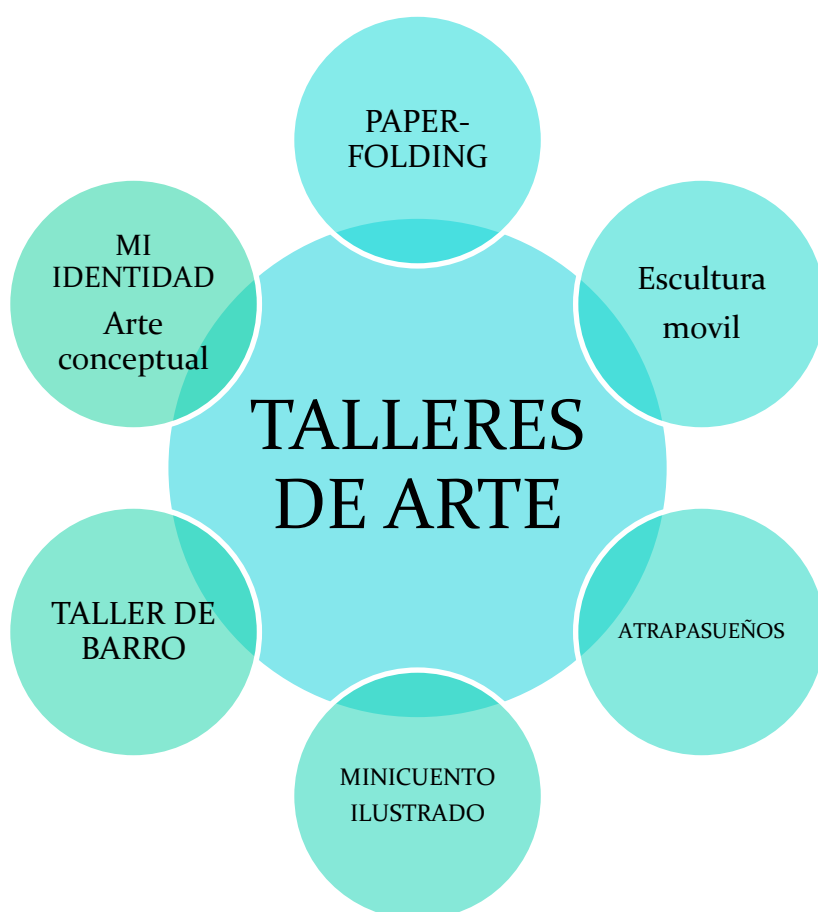 PAPER-
FOLDING
MI
IDENTIDAD
Arte
conceptual
Escultura
movil
TALLERES
DE ARTE
TALLER DE
BARRO
ATRAPASUEÑOS
MINICUENTO
ILUSTRADO